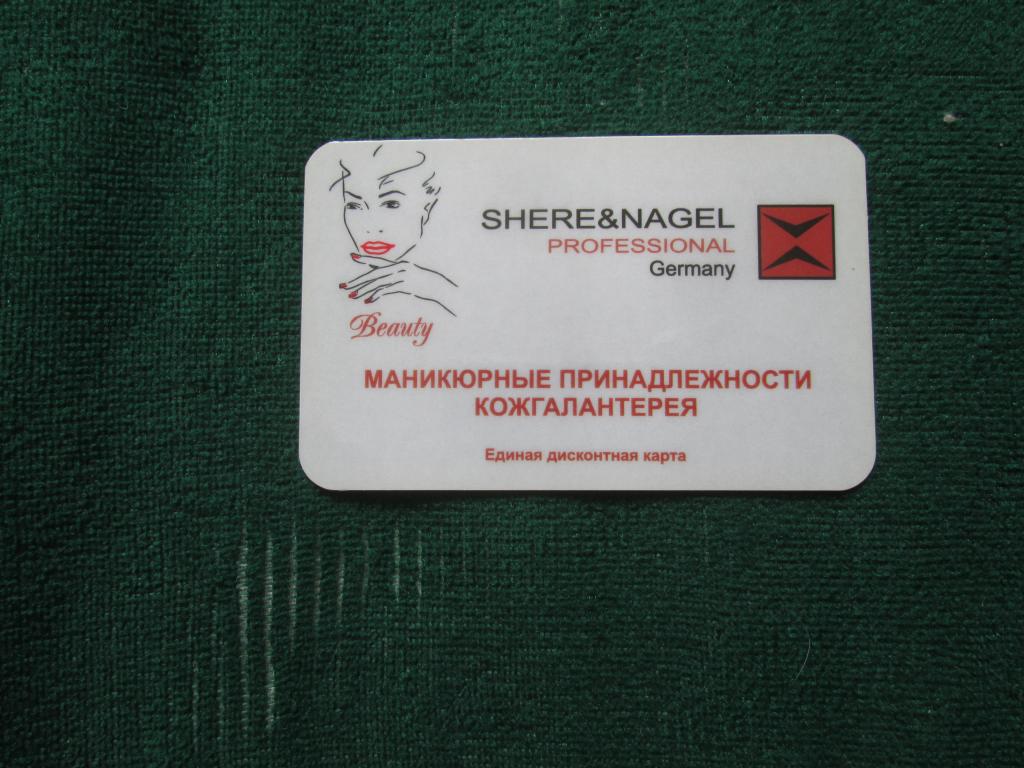 SHERE&NAGEL
PROFESSIONAL
Germany
Beauty
МАНИКЮРНЫЕ ПРИНАДЛЕЖНОСТИ
КОЖГАЛАНТЕРЕЯ
Единая дисконтная карта